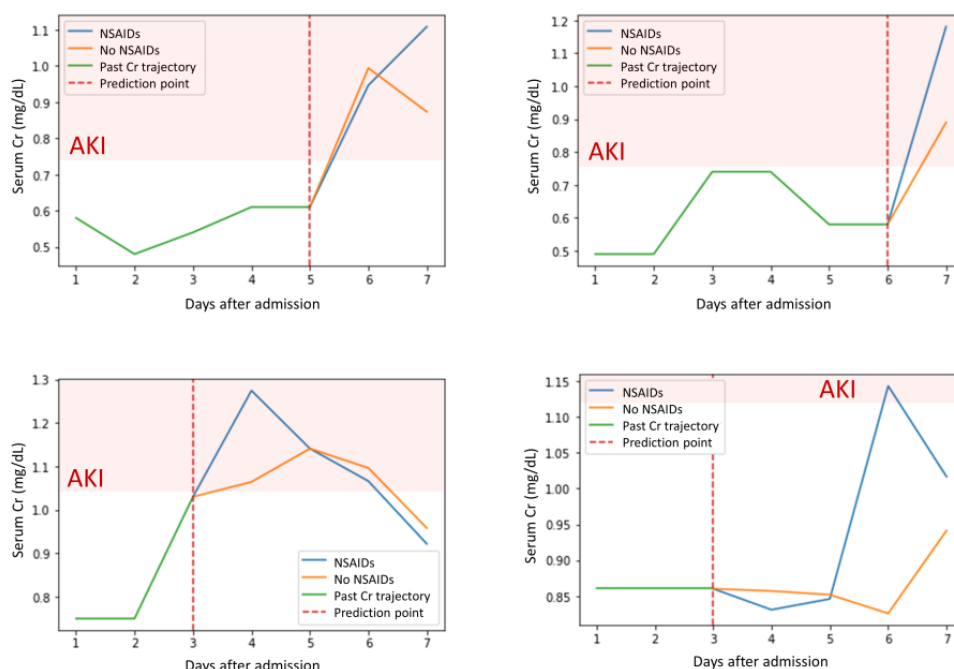 NSAIDs
No NSAIDs
Past Cr trajectory
Prediction point
AKI
Serum Cr (mg/dL)
1.1
1.0
0.9
0.8
0.7
0.6
0.5
1 2 3 4 5 6 7
Days after admission
NSAIDs
No NSAIDs
Past Cr trajectory
Prediction point
AKI
Serum Cr (mg/dL)
1.2
1.1
1.0
0.9
0.8
0.7
0.6
0.5
1 2 3 4 5 6 7
Days after admission
AKI
Serum Cr (mg/dL)
1.3
1.2
1.1
1.0
0.9
0.8
NSAIDs
No NSAIDs
Past Cr trajectory
Prediction point
1 2 3 4 5 6 7
Days after admission
NSAIDs
No NSAIDs
Past Cr trajectory
Prediction point
AKI
Serum Cr (mg/dL)
1.15
1.10
1.05
1.00
0.95
0.90
0.85
1 2 3 4 5 6 7
Days after admission